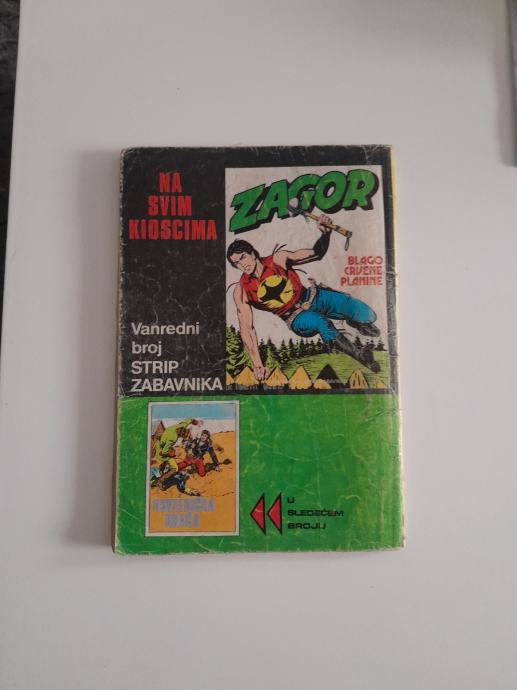 NA
SVIM
KIOSCIMA
ZAGOR
BLAGO
CRVENE
PLANINE
Vanredni
broj
STRIP
ZABAVNIKA
U
SLEDEĆEM
BROJU